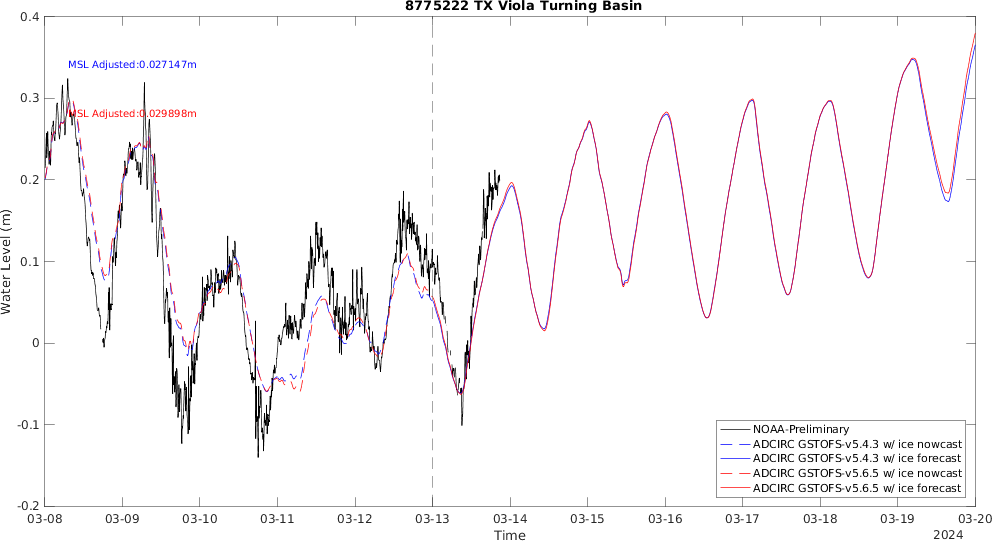 8775222 TX Viola Turning Basin
0.4
MSL Adjusted:0.027147m
0.3
MSL Adjusted:0.029898m
0.2
0.1
0
-0.1
-0.2
Water Level (m)
NOAA-Preliminary
ADCIRC GSTOFS-v5.4.3 w/ ice nowcast
ADCIRC GSTOFS-v5.4.3 w/ ice forecast
ADCIRC GSTOFS-v5.6.5 w/ ice nowcast
ADCIRC GSTOFS-v5.6.5 w/ ice forecast
03-08 03-09 03-10 03-11 03-12 03-13 03-14 03-15 03-16 03-17 03-18 03-19 03-20
Time
2024